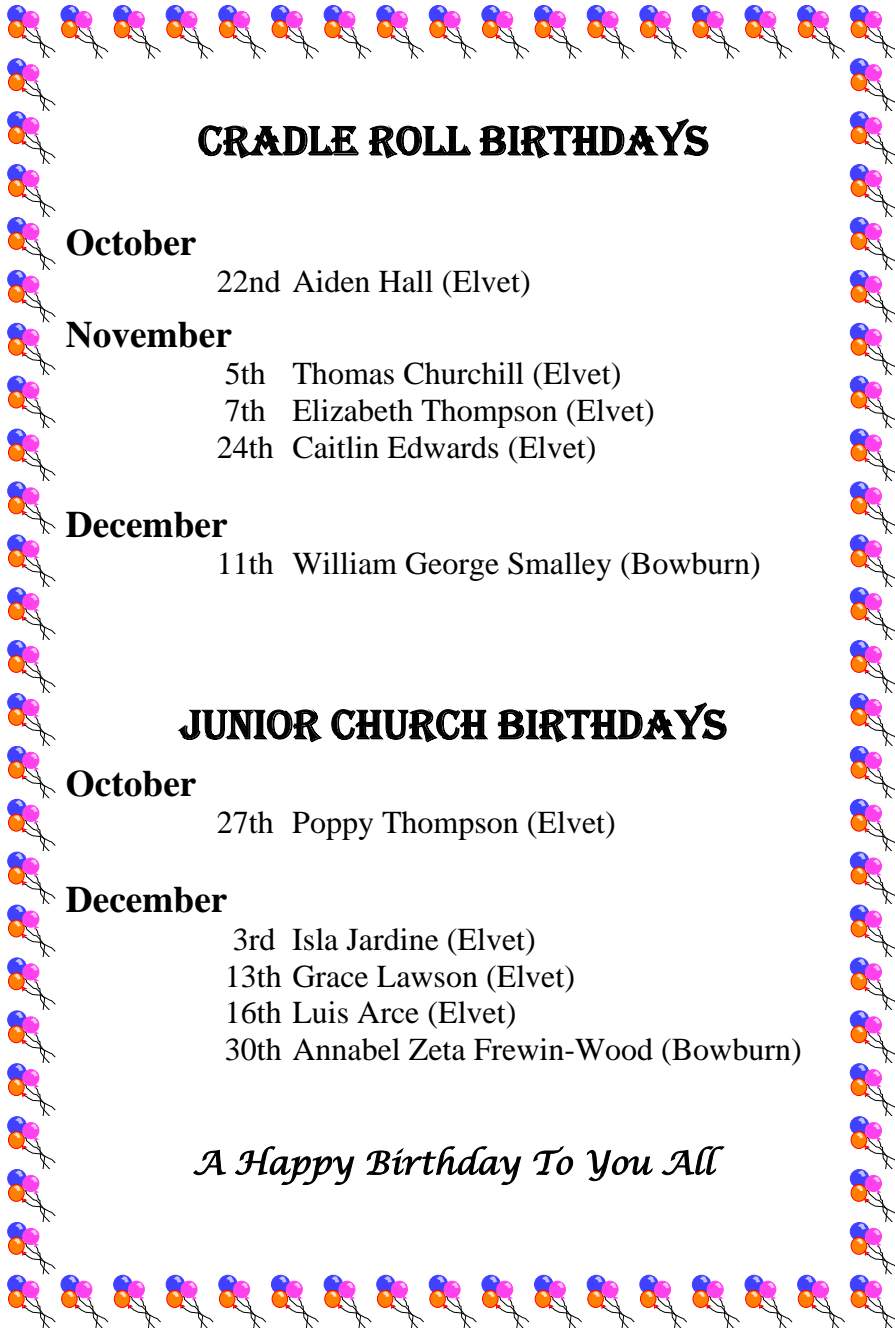 CRADLE ROLL BIRTHDAYS
October
22nd Aiden Hall (Elvet)
November
5th Thomas Churchill (Elvet)
7th Elizabeth Thompson (Elvet)
24th Caitlin Edwards (Elvet)
December
11th William George Smalley (Bowburn)
JUNIOR CHURCH BIRTHDAYS
October
27th Poppy Thompson (Elvet)
December
3rd Isla Jardine (Elvet)
13th Grace Lawson (Elvet)
16th Luis Arce (Elvet)
30th Annabel Zeta Frewin-Wood (Bowburn)
A Happy Birthday To You All